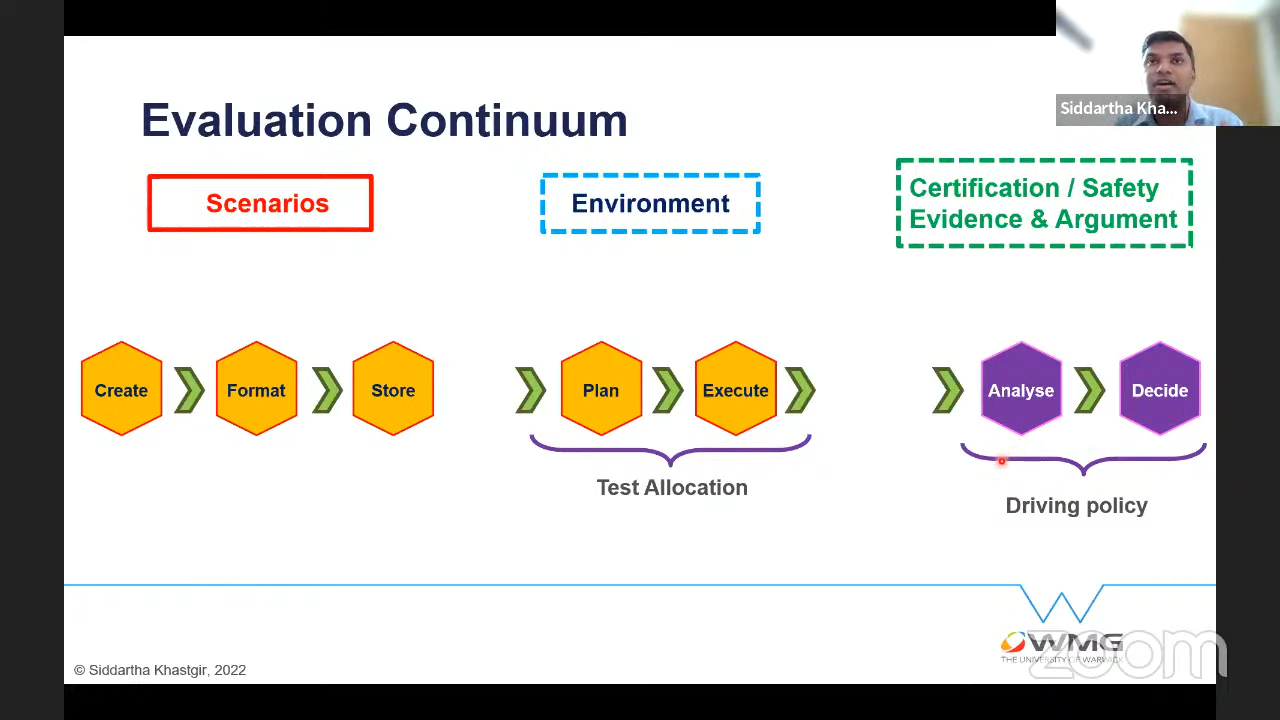 Evaluation Continuum
Siddartha Kha...
Scenarios
Environment
Certification / Safety
Evidence & Argument
Create
Format
Store
Plan
Execute
Analyse
Decide
Test Allocation
Driving policy
WMG
THE UNIVERSITY OF WARWICK
zoom
© Siddartha Khastgir, 2022